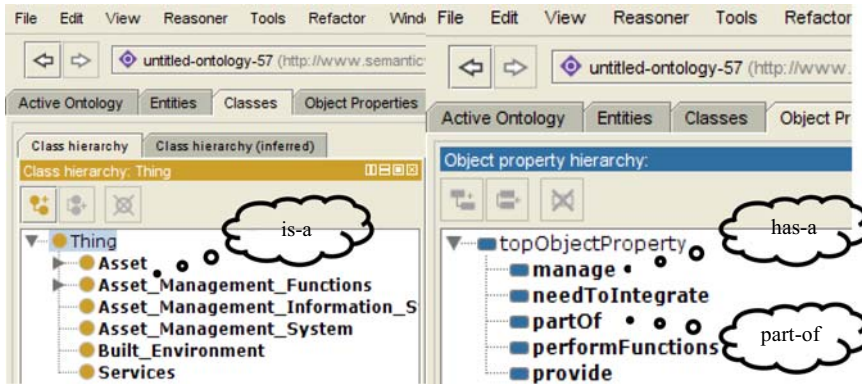 File Edit View Reasoner Tools Refactor Wind
untitled-ontology-57 (http://www.semantic
Active Ontology Entities Classes Object Properties
Class hierarchy Class hierarchy (inferred)
Class hierarchy: Thing
is-a
Thing
Asset
Asset_Management_Functions
Asset_Management_Information_S
Asset_Management_System
Built_Environment
Services
File Edit View Reasoner Tools Refactor
untitled-ontology-57 (http://www.
Active Ontology Entities Classes Object Pr
Object property hierarchy:
has-a
topObjectProperty
manage
needToIntegrate
partOf
part-of
performFunctions
provide